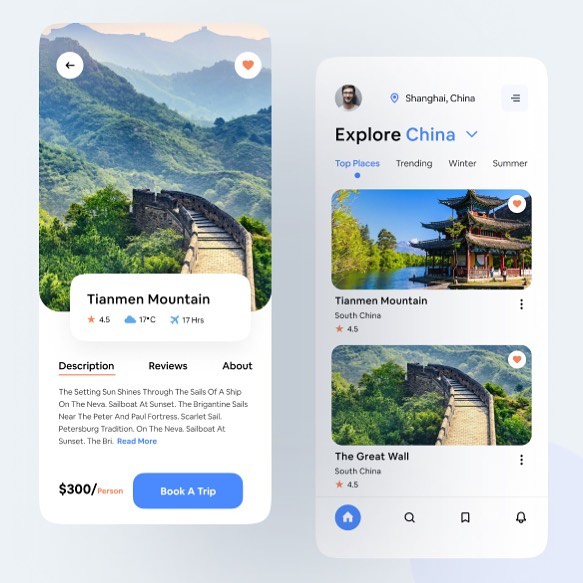 Tianmen Mountain
4.5
17°C
17 Hrs
Description
Reviews
About
The Setting Sun Shines Through The Sails Of A Ship
On The Neva. Sailboat At Sunset. The Brigantine Sails
Near The Peter And Paul Fortress. Scarlet Sail.
Petersburg Tradition. On The Neva. Sailboat At
Sunset. The Bri. Read More
$300/Person
Book A Trip
Shanghai, China
Explore China
Top Places
Trending
Winter
Summer
Tianmen Mountain
South China
4.5
The Great Wall
South China
4.5